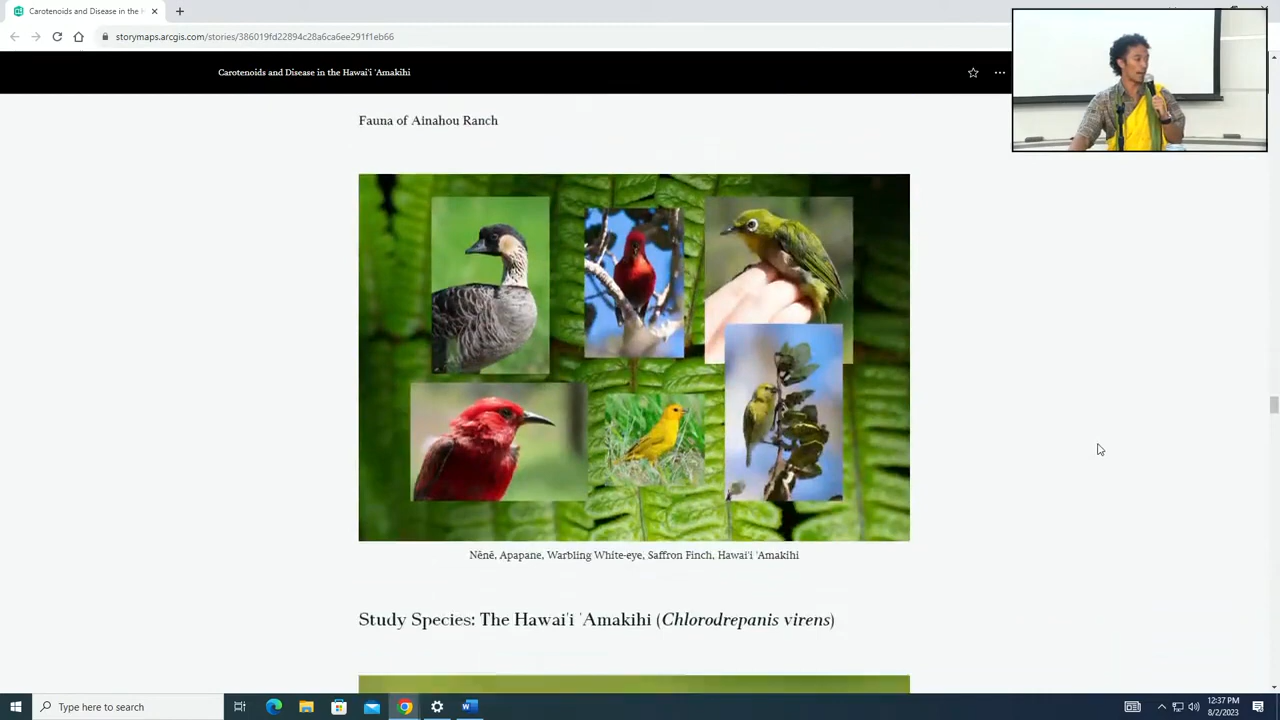 Carotenoids and Disease in the H
storymaps.arcgis.com/stories/386019fd22894c28a6ca6ee291f1eb66
Carotenoids and Disease in the Hawai'i 'Amakihi
Fauna of Ainahou Ranch
Nēnē, Apapane, Warbling White-eye, Saffron Finch, Hawai'i 'Amakihi
Study Species: The Hawai'i 'Amakihi (Chlorodrepanis virens)
Type here to search
12:37 PM
8/2/2023